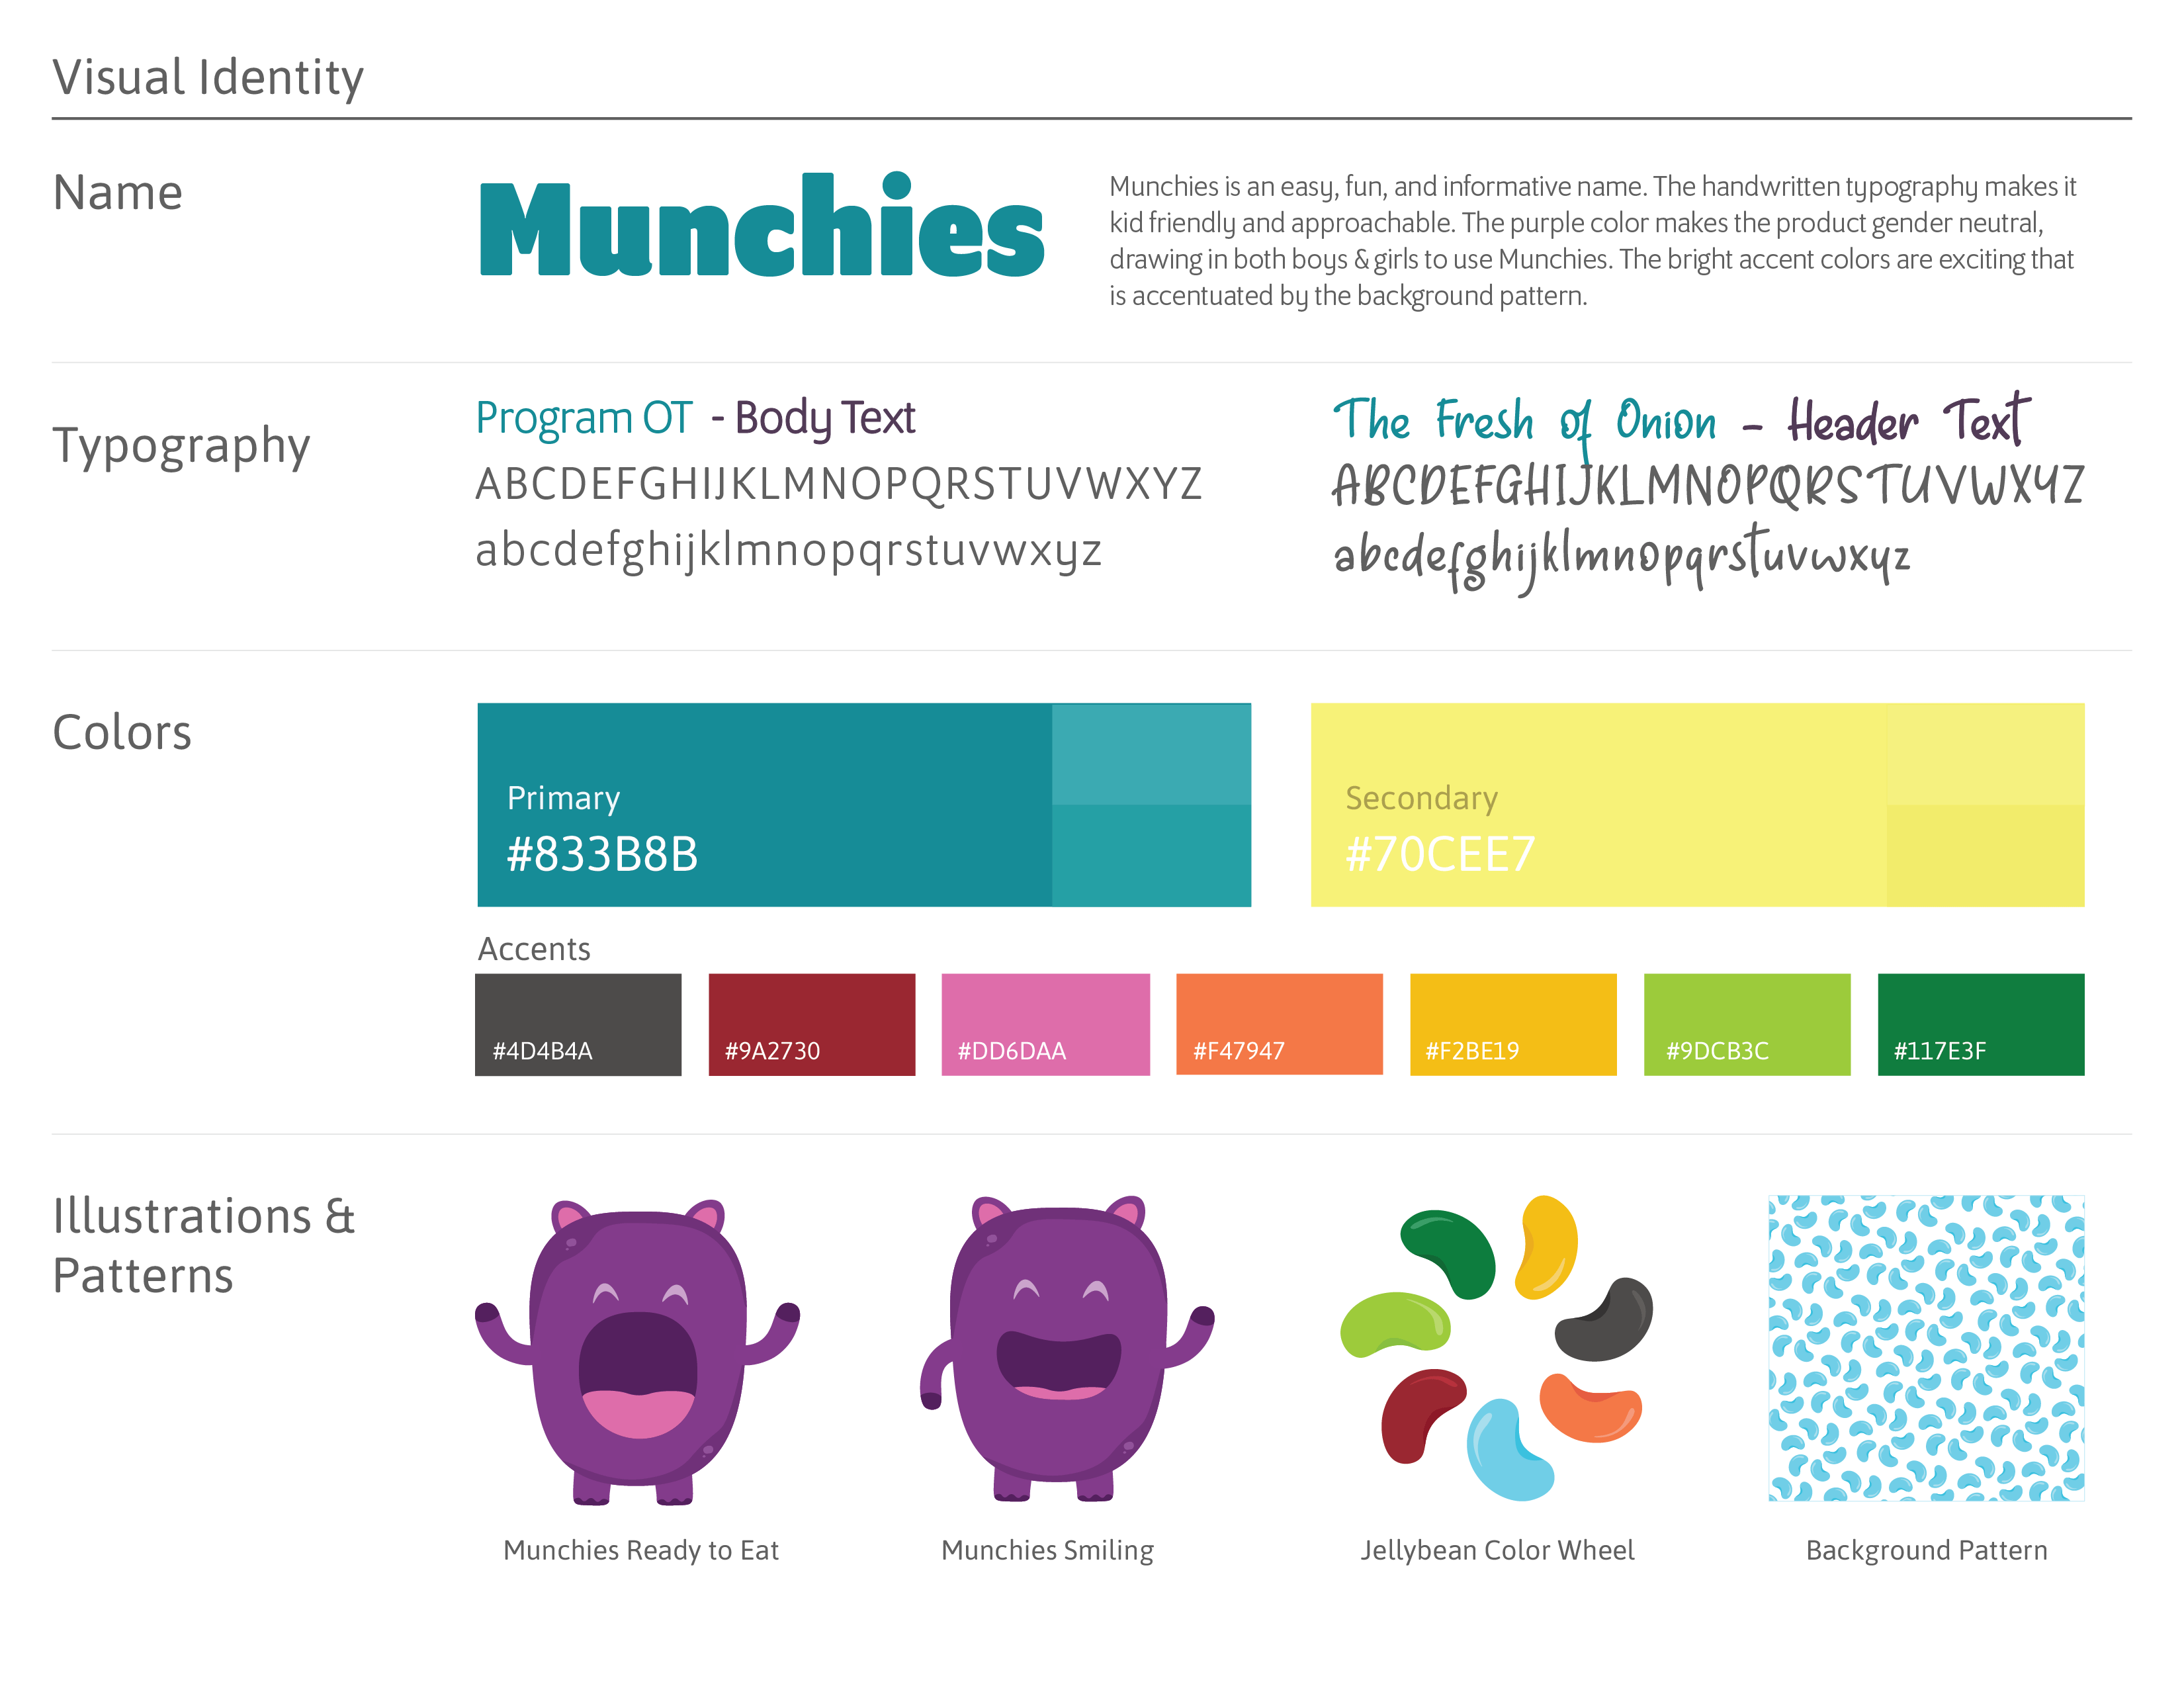 Visual Identity
Name
Munchies
Munchies is an easy, fun, and informative name. The handwritten typography makes it
kid friendly and approachable. The purple color makes the product gender neutral,
drawing in both boys & girls to use Munchies. The bright accent colors are exciting that
is accentuated by the background pattern.
Typography
Program OT - Body Text
ABCDEFGHIJKLMNOPQRSTUVWXYZ
abcdefghijklmnopqrstuvwxyz
The Fresh of Onion - Header Text
ABCDEFGHIJKLMNOPQRSTUVWXYZ
abcdefghijklmnopqrstuvwxyz
Colors
Primary
#833B8B
Secondary
#70CEE7
Accents
#4D4B4A
#9A2730
#DD6DAA
#F47947
#F2BE19
#9DCB3C
#117E3F
Illustrations &
Patterns
Munchies Ready to Eat
Munchies Smiling
Jellybean Color Wheel
Background Pattern